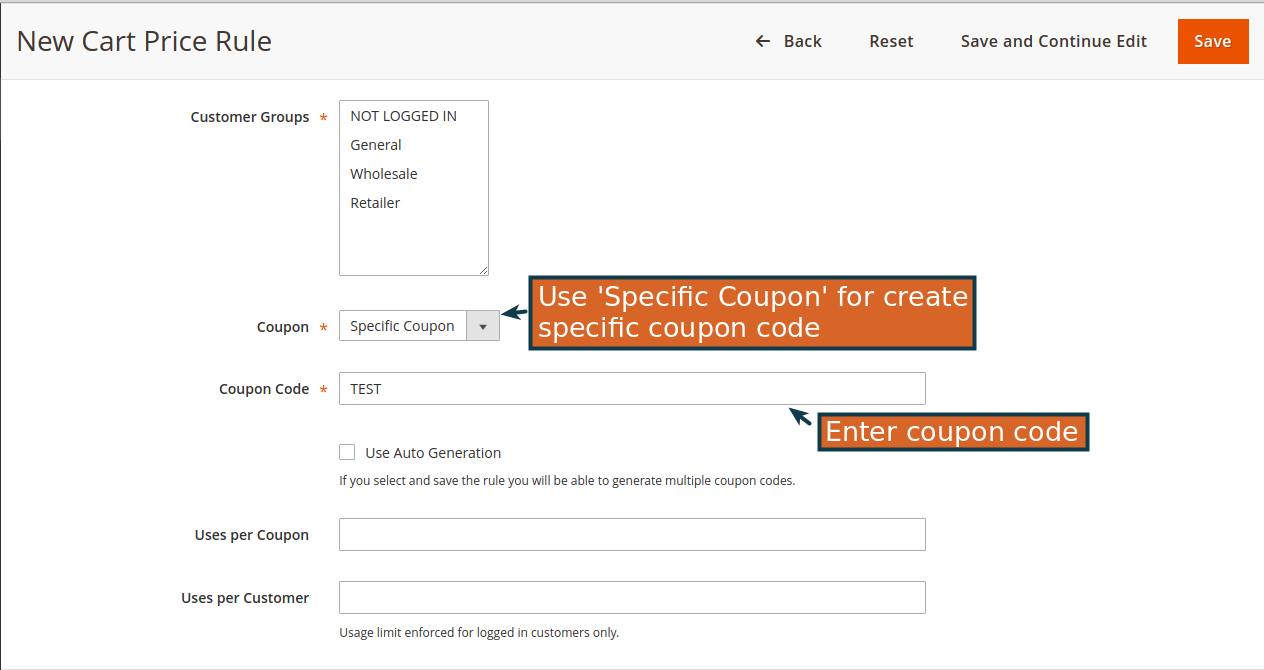 New Cart Price Rule
← Back Reset Save and Continue Edit Save
Customer Groups *
NOT LOGGED IN
General
Wholesale
Retailer
Use 'Specific Coupon' for create
specific coupon code
Coupon * Specific Coupon
Coupon Code * TEST
Enter coupon code
Use Auto Generation
If you select and save the rule you will be able to generate multiple coupon codes.
Uses per Coupon
Uses per Customer
Usage limit enforced for logged in customers only.